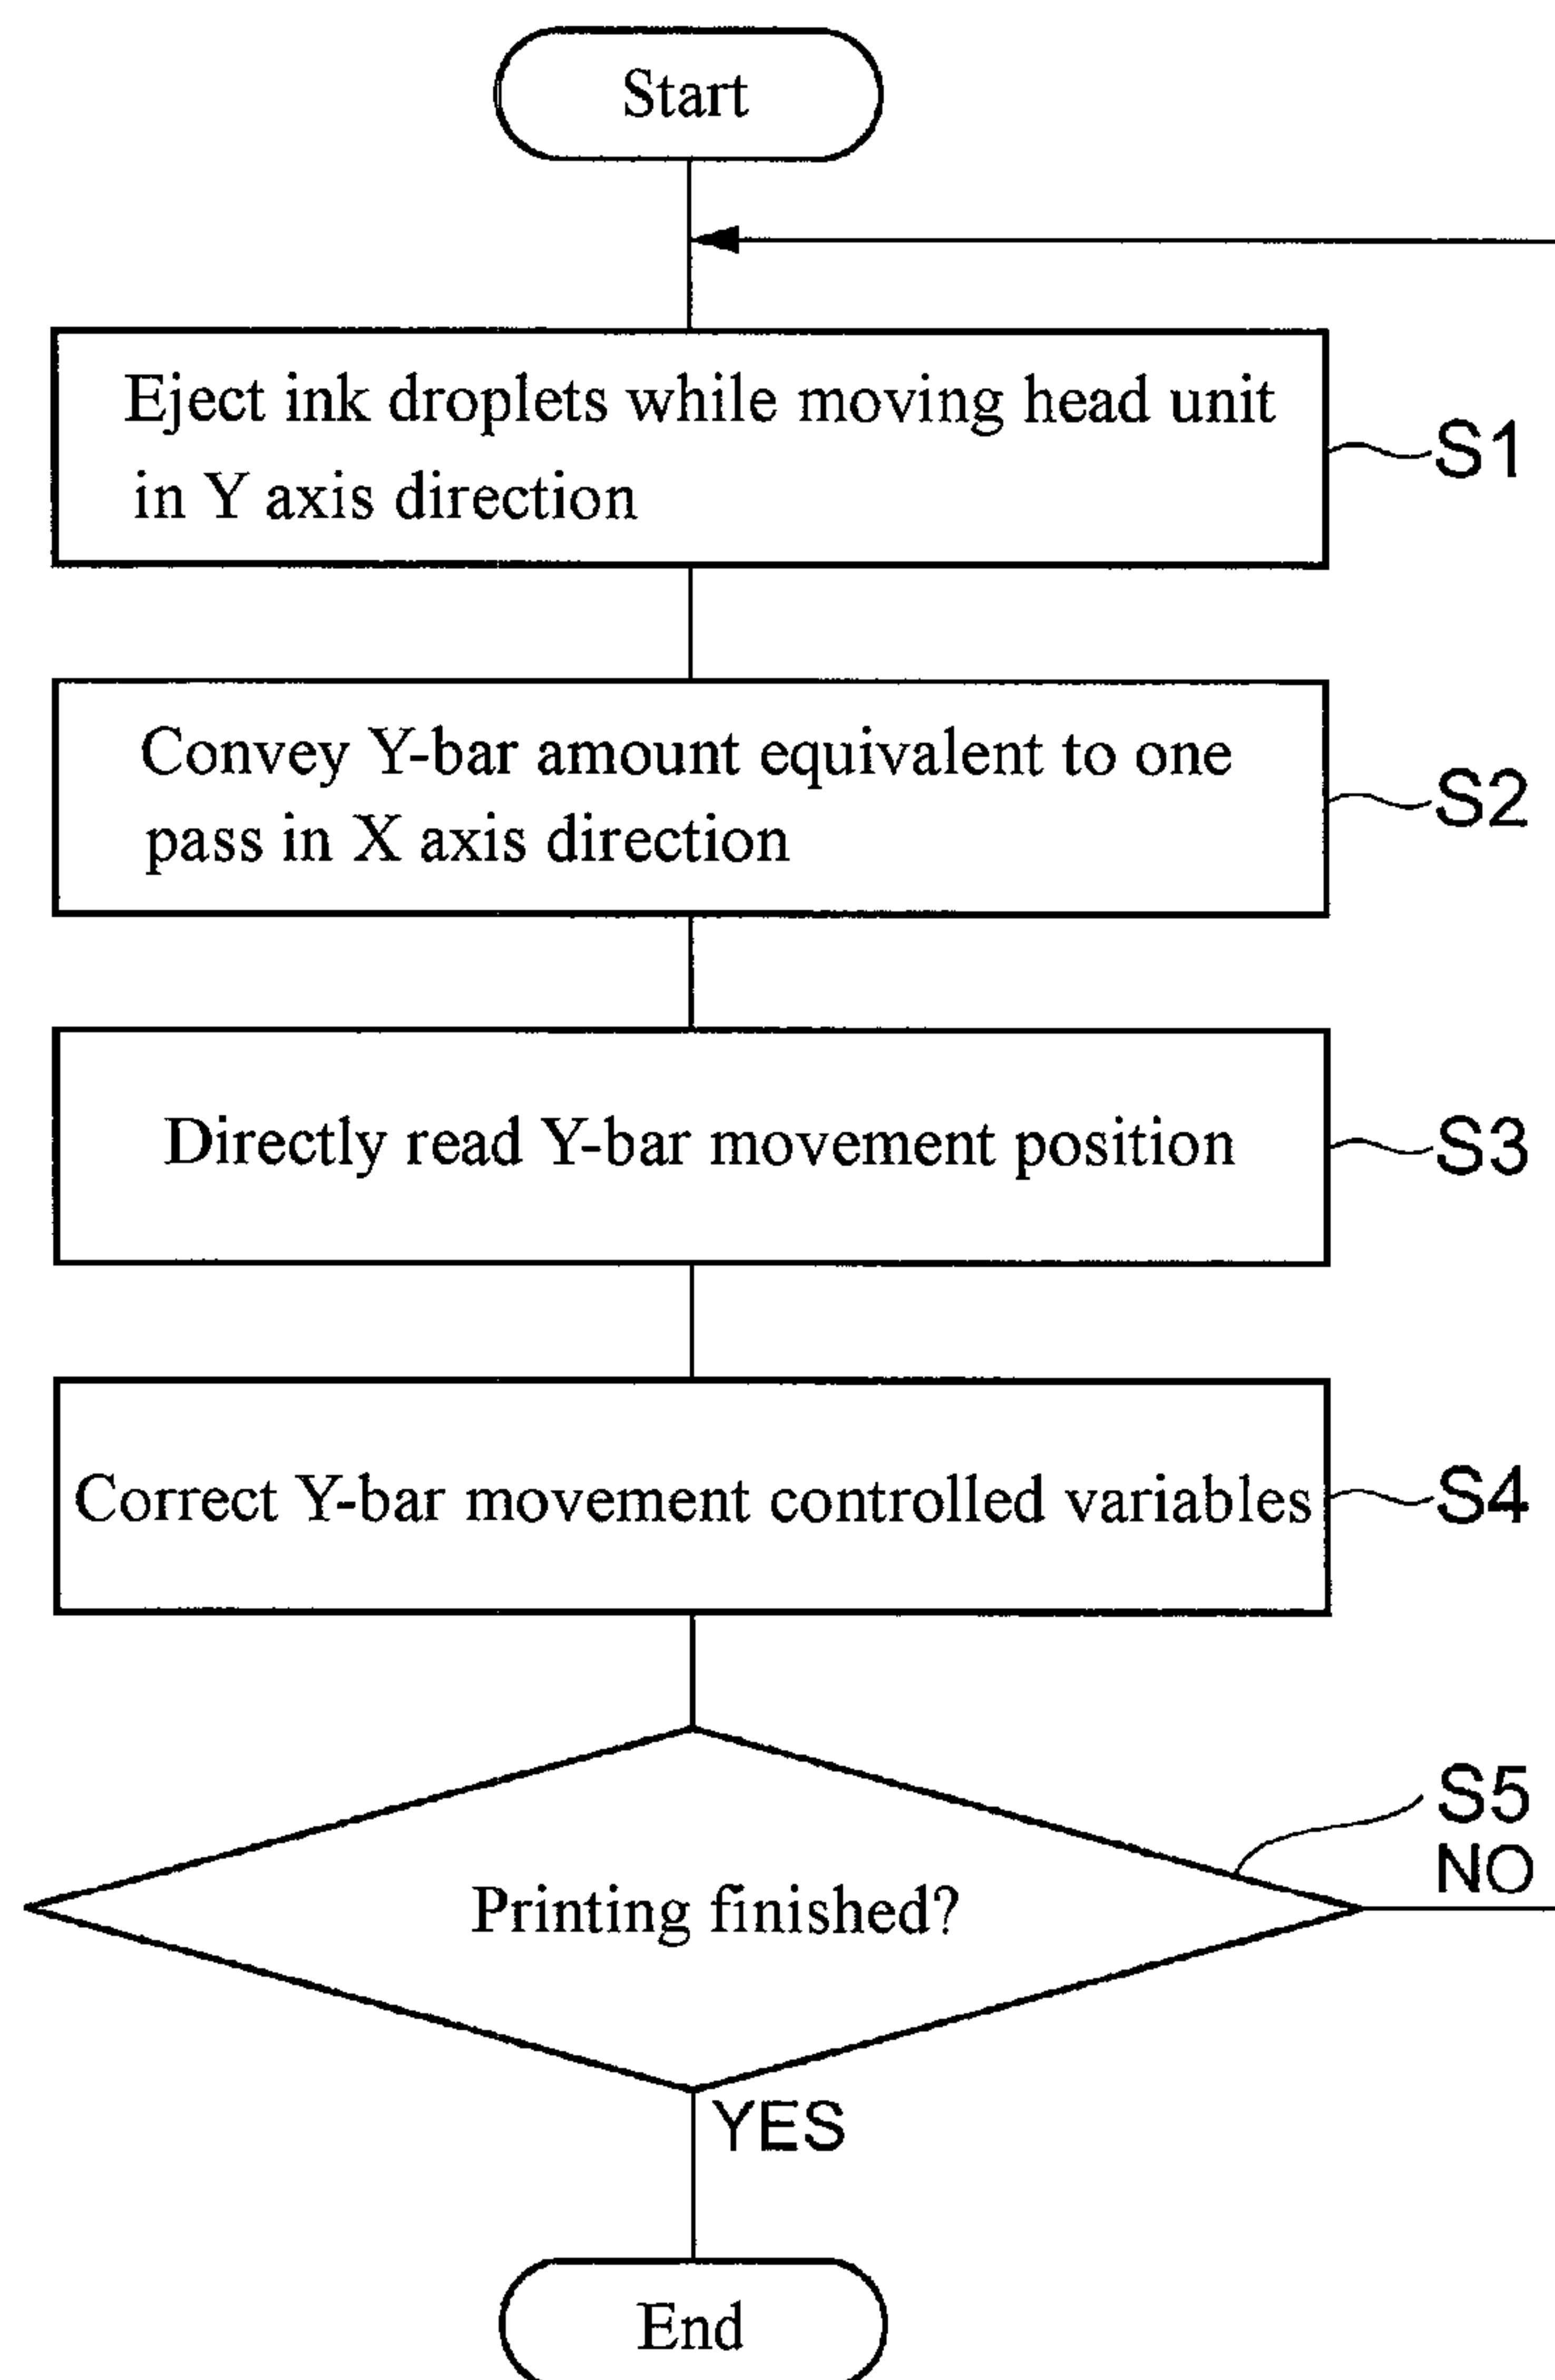 Start
Eject ink droplets while moving head unit
in Y axis direction
S1
Convey Y-bar amount equivalent to one
pass in X axis direction
S2
Directly read Y-bar movement position
S3
Correct Y-bar movement controlled variables
S4
S5
NO
Printing finished?
YES
End